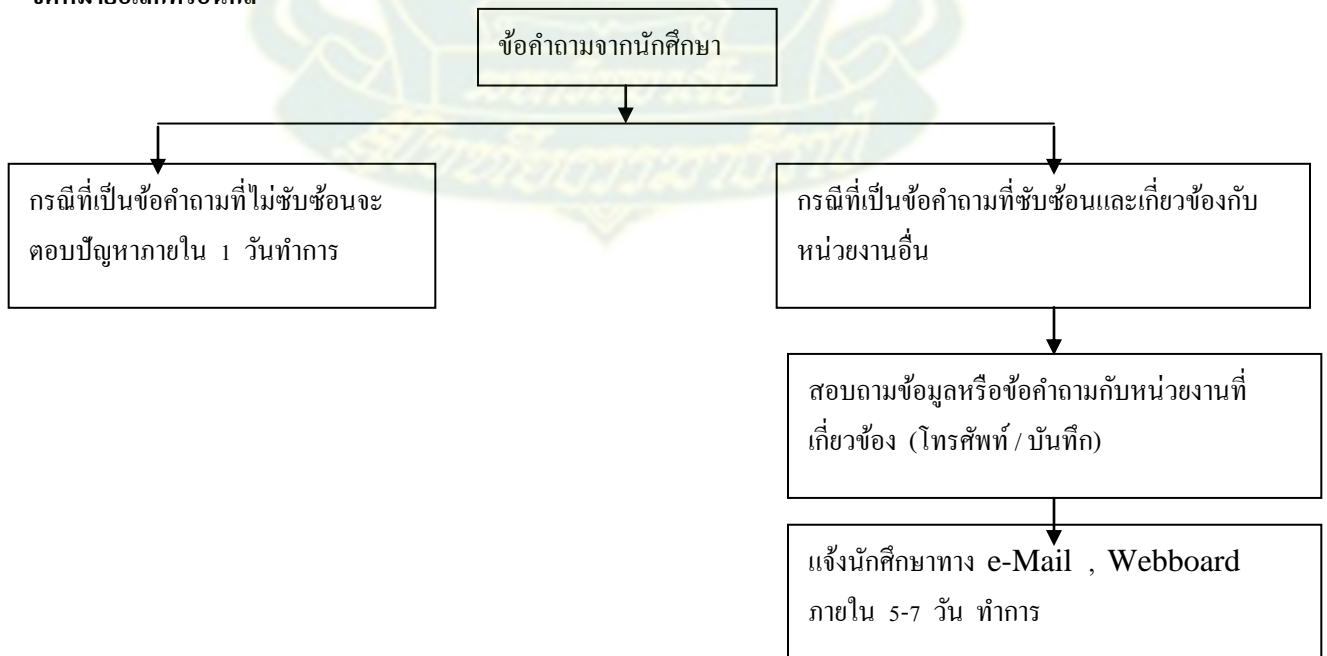 ข้อคำถามจากนักศึกษา
กรณีที่เป็นข้อคำถามที่ไม่ซับซ้อนจะ
ตอบปัญหาภายใน 1 วันทำการ
กรณีที่เป็นข้อคำถามที่ซับซ้อนและเกี่ยวข้องกับ
หน่วยงานอื่น
สอบถามข้อมูลหรือข้อคำถามกับหน่วยงานที่
เกี่ยวข้อง (โทรศัพท์ / บันทึก)
แจ้งนักศึกษาทาง e-Mail , Webboard
ภายใน 5-7 วัน ทำการ